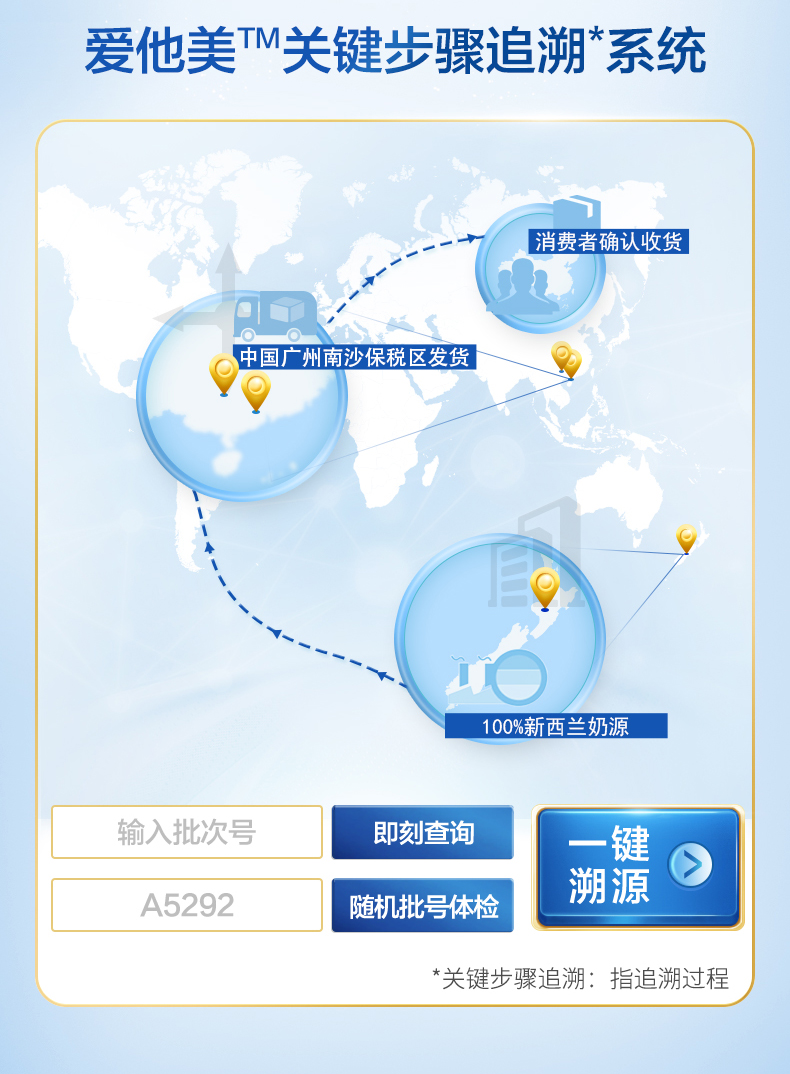 爱他美™关键步骤追溯*系统
消费者确认收货
中国广州南沙保税区发货
100%新西兰奶源
输入批次号
即刻查询
A5292
随机批号体检
一键
溯源
*关键步骤追溯：指追溯过程